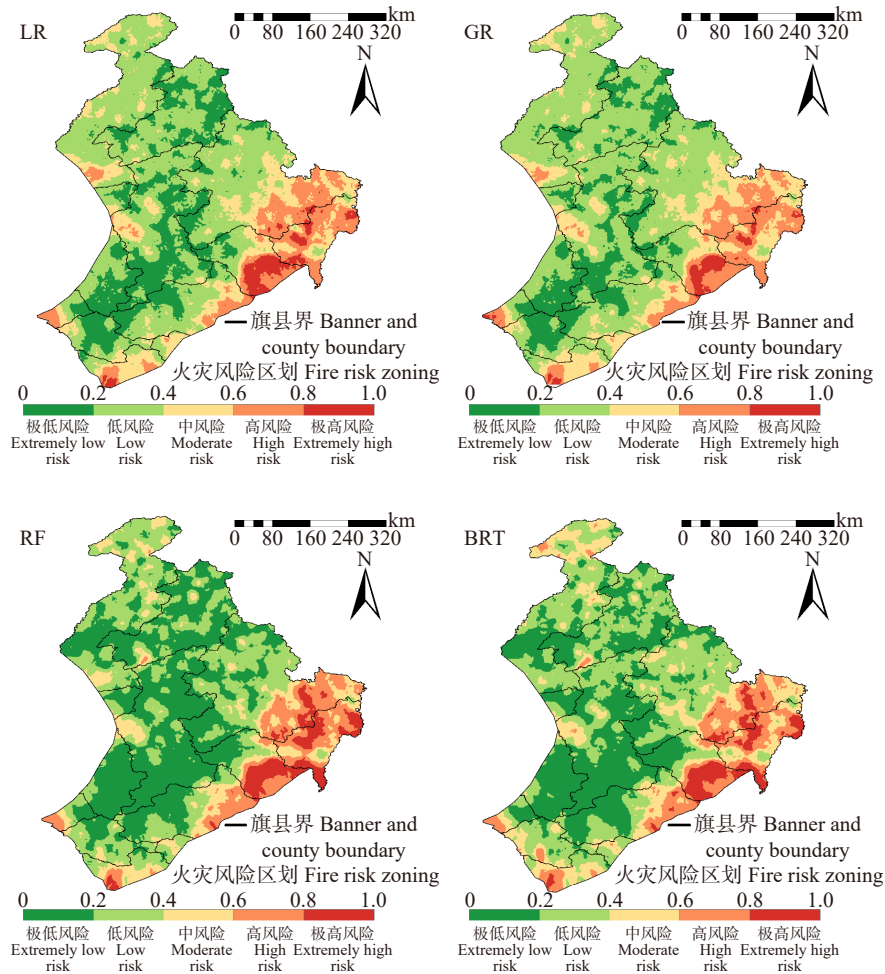 LR
km
0 80 160 240 320
N
旗县界 Banner and
county boundary
火灾风险区划 Fire risk zoning
0 0.2 0.4 0.6 0.8 1.0
极低风险 低风险 中风险 高风险 极高风险
Extremely low Low Moderate High Extremely high
risk risk risk risk risk
GR
km
0 80 160 240 320
N
旗县界 Banner and
county boundary
火灾风险区划 Fire risk zoning
0 0.2 0.4 0.6 0.8 1.0
极低风险 低风险 中风险 高风险 极高风险
Extremely low Low Moderate High Extremely high
risk risk risk risk risk
RF
km
0 80 160 240 320
N
旗县界 Banner and
county boundary
火灾风险区划 Fire risk zoning
0 0.2 0.4 0.6 0.8 1.0
极低风险 低风险 中风险 高风险 极高风险
Extremely low Low Moderate High Extremely high
risk risk risk risk risk
BRT
km
0 80 160 240 320
N
旗县界 Banner and
county boundary
火灾风险区划 Fire risk zoning
0 0.2 0.4 0.6 0.8 1.0
极低风险 低风险 中风险 高风险 极高风险
Extremely low Low Moderate High Extremely high
risk risk risk risk risk